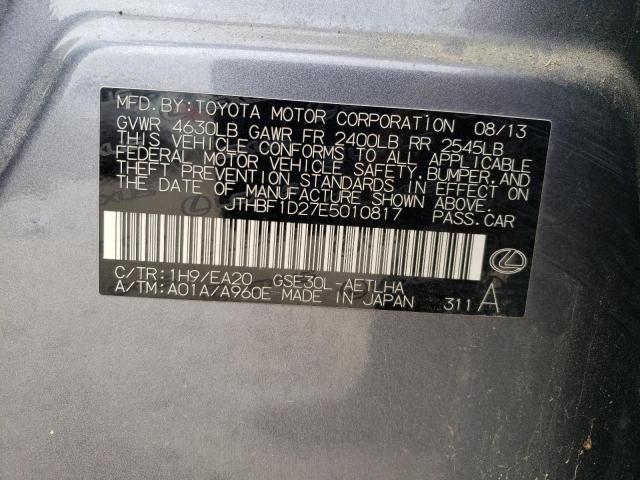 MFD. BY: TOYOTA MOTOR CORPORATION 08/13
GVWR 4630LB GAWR FR 2400LB RR 2545LB
THIS VEHICLE CONFORMS TO ALL APPLICABLE
FEDERAL MOTOR VEHICLE SAFETY, BUMPER, AND
THEFT PREVENTION STANDARDS IN EFFECT ON
THE DATE OF MANUFACTURE SHOWN ABOVE.
JTHBF1D27E5010817 PASS. CAR
C/TR: 1H9/EA20 GSE30L-AETLHA
A/TM: A01A/A960E MADE IN JAPAN 311 A